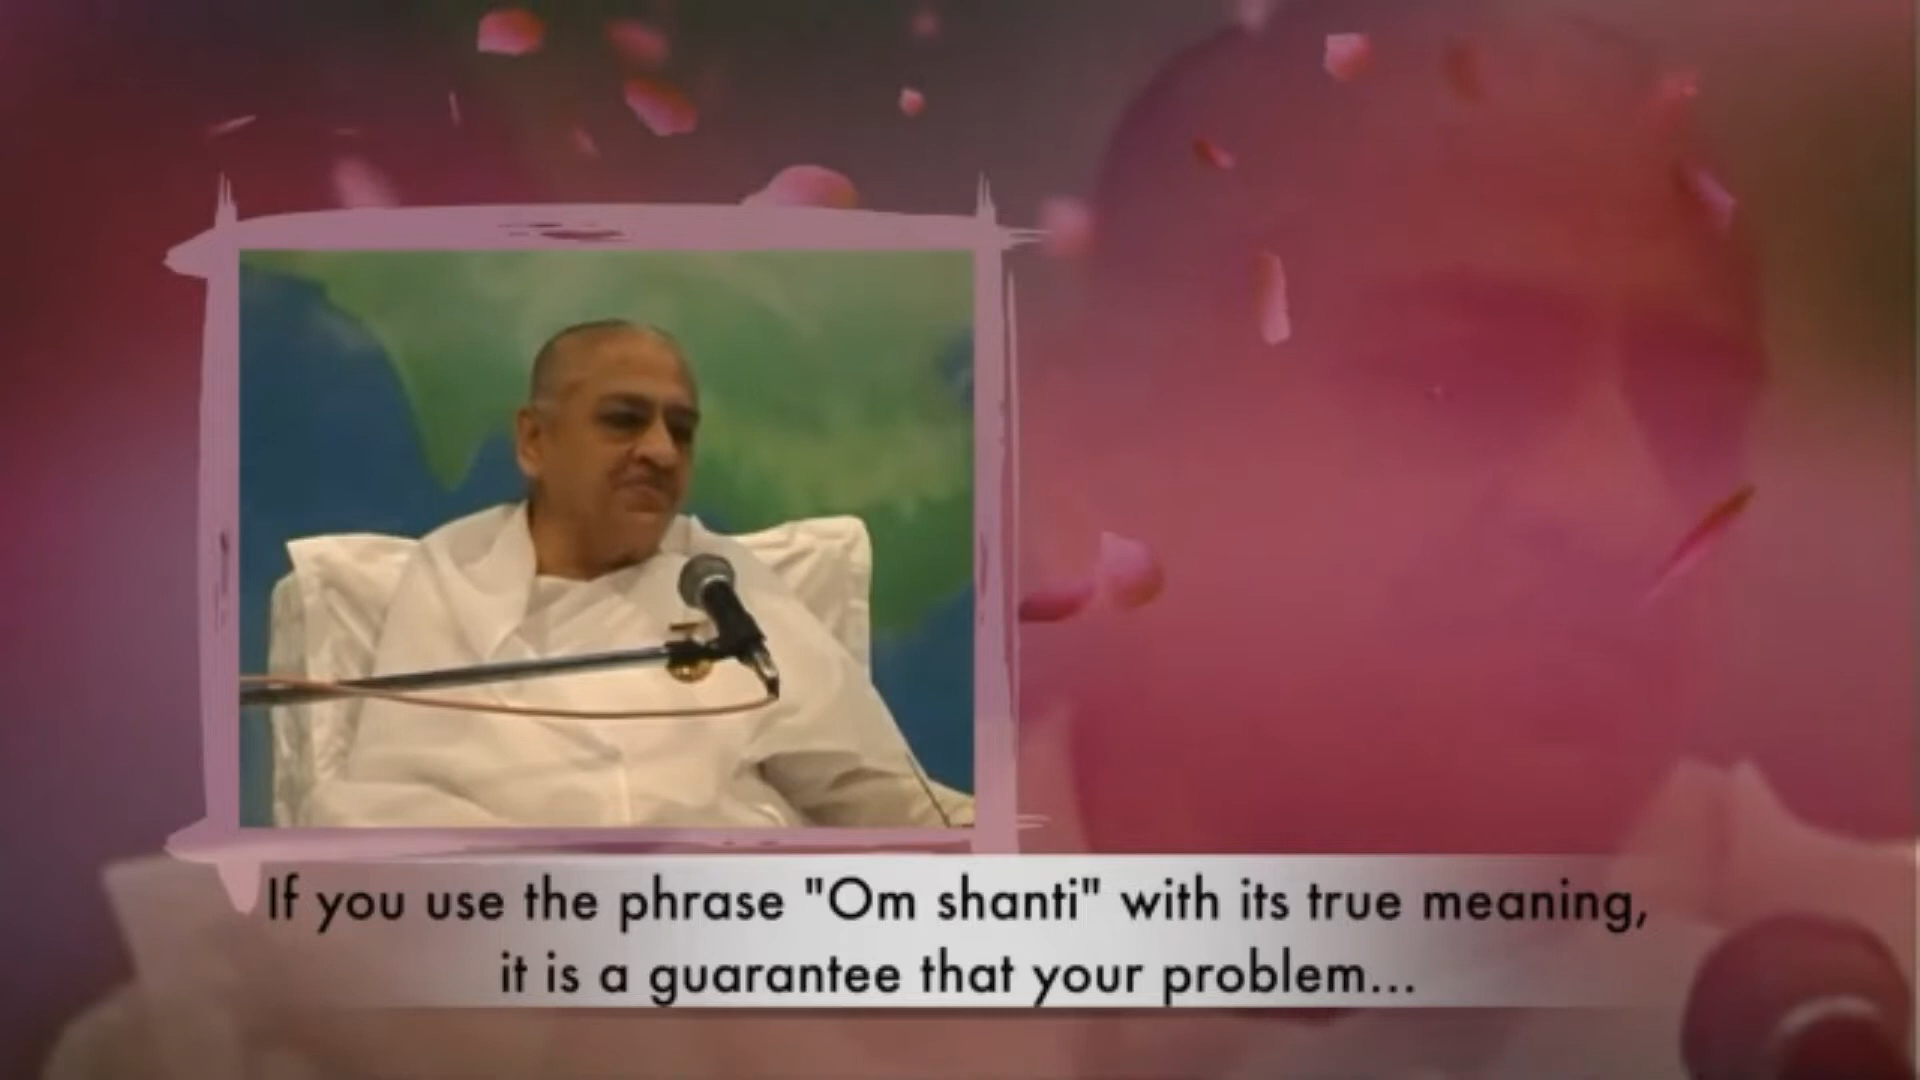 If you use the phrase "Om shanti" with its true meaning,
it is a guarantee that your problem...